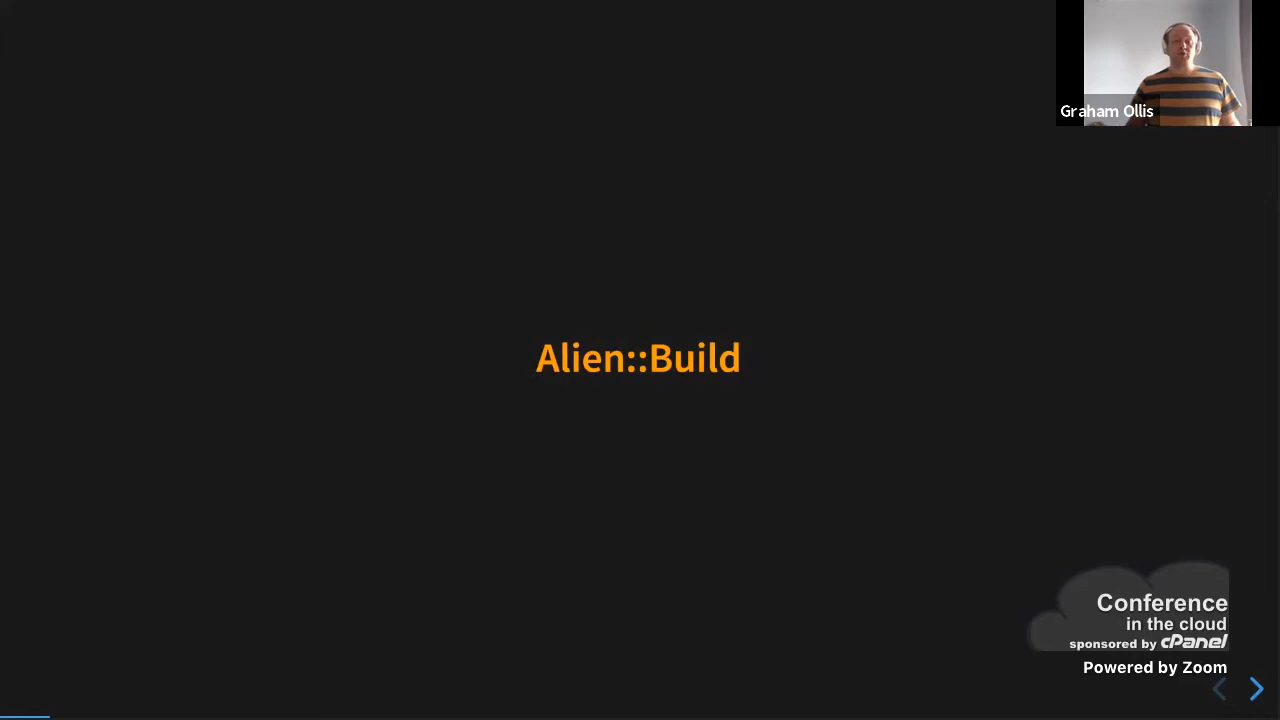 Graham Ollis
Alien::Build
Conference
in the cloud
sponsored by cPanel
Powered by Zoom